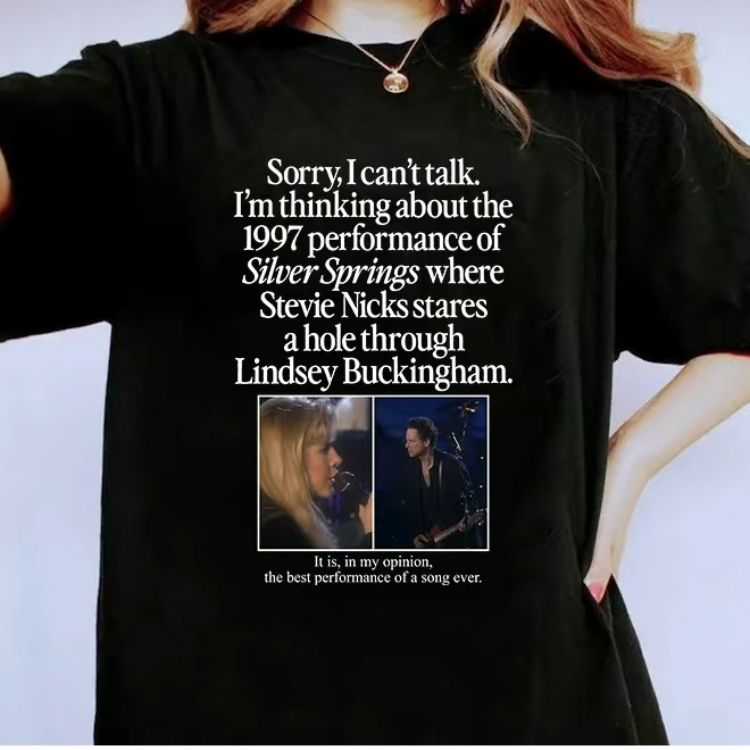 Sorry, I can't talk.
I'm thinking about the
1997 performance of
Silver Springs where
Stevie Nicks stares
a hole through
Lindsey Buckingham.
It is, in my opinion,
the best performance of a song ever.